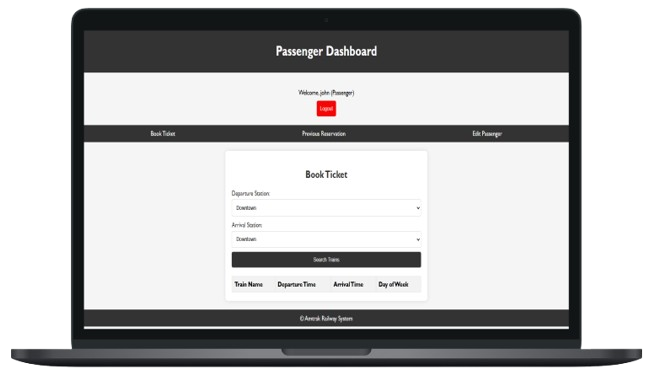 Passenger Dashboard
Welcome, john (Passenger)
Logout
Book Ticket Previous Reservation Edit Passenger
Book Ticket
Departure Station:
Downtown
Arrival Station:
Downtown
Search Trains
Train Name Departure Time Arrival Time Day of Week
© Amtrak Railway System